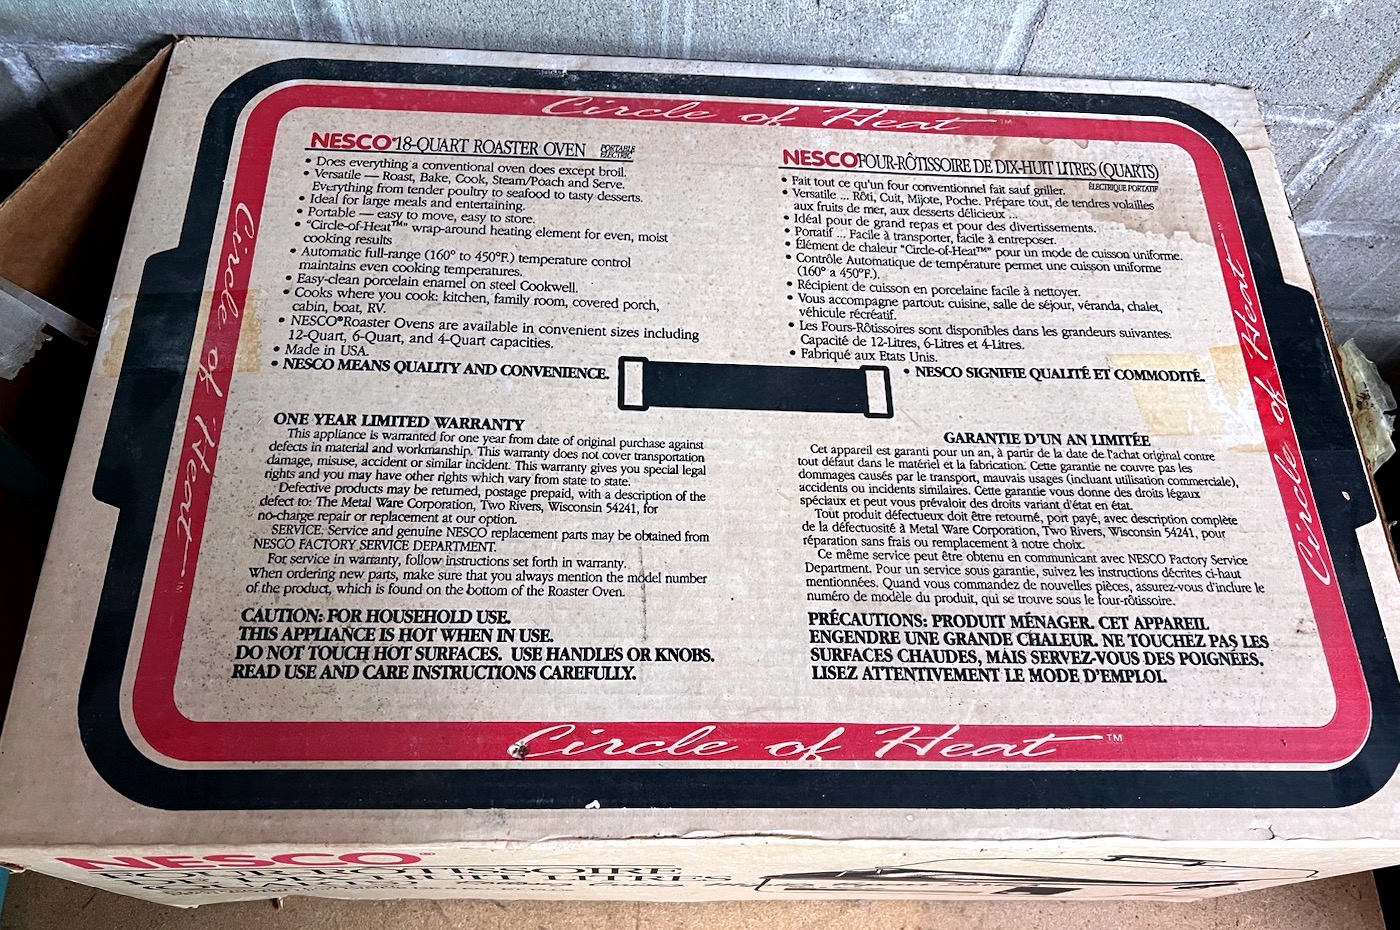 Circle of Heat™
NESCO® 18-QUART ROASTER OVEN PORTABLE ELECTRIC
• Does everything a conventional oven does except broil.
• Versatile — Roast, Bake, Cook, Steam/Poach and Serve.
Everything from tender poultry to seafood to tasty desserts.
• Ideal for large meals and entertaining.
• Portable — easy to move, easy to store.
• "Circle-of-Heat™" wrap-around heating element for even, moist
cooking results
• Automatic full-range (160° to 450°F.) temperature control
maintains even cooking temperatures.
• Easy-clean porcelain enamel on steel Cookwell.
• Cooks where you cook: kitchen, family room, covered porch,
cabin, boat, RV.
• NESCO® Roaster Ovens are available in convenient sizes including
12-Quart, 6-Quart, and 4-Quart capacities.
• Made in USA.
• NESCO MEANS QUALITY AND CONVENIENCE.
ONE YEAR LIMITED WARRANTY
This appliance is warranted for one year from date of original purchase against
defects in material and workmanship. This warranty does not cover transportation
damage, misuse, accident or similar incident. This warranty gives you special legal
rights and you may have other rights which vary from state to state.
Defective products may be returned, postage prepaid, with a description of the
defect to: The Metal Ware Corporation, Two Rivers, Wisconsin 54241, for
no-charge repair or replacement at our option.
SERVICE. Service and genuine NESCO replacement parts may be obtained from
NESCO FACTORY SERVICE DEPARTMENT.
For service in warranty, follow instructions set forth in warranty.
When ordering new parts, make sure that you always mention the model number
of the product, which is found on the bottom of the Roaster Oven.
CAUTION: FOR HOUSEHOLD USE.
THIS APPLIANCE IS HOT WHEN IN USE.
DO NOT TOUCH HOT SURFACES. USE HANDLES OR KNOBS.
READ USE AND CARE INSTRUCTIONS CAREFULLY.
NESCO® FOUR-RÔTISSOIRE DE DIX-HUIT LITRES (QUARTS)
ÉLECTRIQUE PORTATIF
• Fait tout ce qu'un four conventionnel fait sauf griller.
• Versatile ... Rôti, Cuit, Mijote, Poche. Prépare tout, de tendres volailles
aux fruits de mer, aux desserts délicieux ...
• Idéal pour de grand repas et pour des divertissements.
• Portatif ... Facile à transporter, facile à entreposer.
• Élément de chaleur "Circle-of-Heat™" pour un mode de cuisson uniforme.
• Contrôle Automatique de température permet une cuisson uniforme
(160° a 450°F.).
• Récipient de cuisson en porcelaine facile à nettoyer.
• Vous accompagne partout: cuisine, salle de séjour, véranda, chalet,
véhicule récréatif.
• Les Fours-Rôtissoires sont disponibles dans les grandeurs suivantes:
Capacité de 12-Litres, 6-Litres et 4-Litres.
• Fabriqué aux Etats Unis.
• NESCO SIGNIFIE QUALITÉ ET COMMODITÉ.
GARANTIE D'UN AN LIMITÉE
Cet appareil est garanti pour un an, à partir de la date de l'achat original contre
tout défaut dans le matériel et la fabrication. Cette garantie ne couvre pas les
dommages causés par le transport, mauvais usages (incluant utilisation commerciale),
accidents ou incidents similaires. Cette garantie vous donne des droits légaux
spéciaux et peut vous prévaloir des droits variant d'état en état.
Tout produit défectueux doit être retourné, port payé, avec description complète
de la défectuosité à Metal Ware Corporation, Two Rivers, Wisconsin 54241, pour
réparation sans frais ou remplacement à notre choix.
Ce même service peut être obtenu en communicant avec NESCO Factory Service
Department. Pour un service sous garantie, suivez les instructions décrites ci-haut
mentionnées. Quand vous commandez de nouvelles pièces, assurez-vous d'inclure le
numéro de modèle du produit, qui se trouve sous le four-rôtissoire.
PRÉCAUTIONS: PRODUIT MÉNAGER. CET APPAREIL
ENGENDRE UNE GRANDE CHALEUR. NE TOUCHEZ PAS LES
SURFACES CHAUDES, MAIS SERVEZ-VOUS DES POIGNÉES.
LISEZ ATTENTIVEMENT LE MODE D'EMPLOI.
Circle of Heat™
Circle of Heat™
Circle of Heat™
NESCO®
FOUR-RÔTISSOIRE